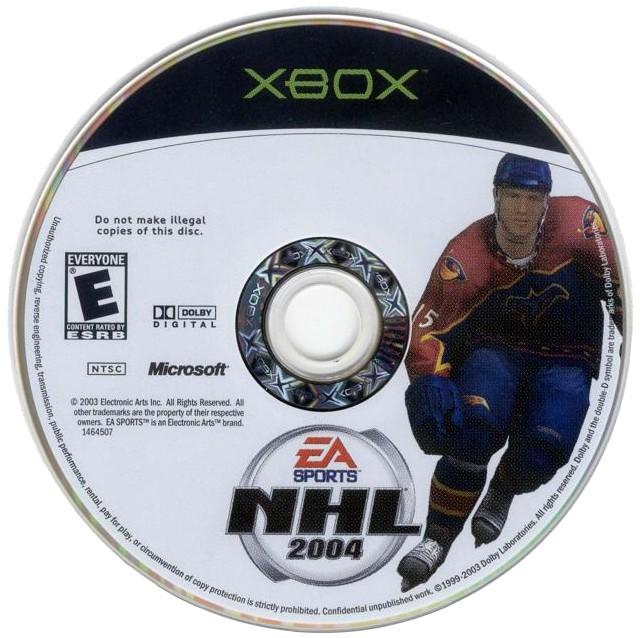 XBOX™
Do not make illegal
copies of this disc.
EVERYONE
E®
CONTENT RATED BY
ESRB
DOLBY
DIGITAL
NTSC
Microsoft®
XBOX
© 2003 Electronic Arts Inc. All Rights Reserved. All
other trademarks are the property of their respective
owners. EA SPORTS™ is an Electronic Arts™ brand.
1464507
15
EA
SPORTS™
NHL
2004
Unauthorized copying, reverse engineering, transmission, public performance, rental, pay for play, or circumvention of copy protection is strictly prohibited. Confidential unpublished work. ©1999-2003 Dolby Laboratories. All rights reserved. Dolby and the double-D symbol are trademarks of Dolby Laboratories.